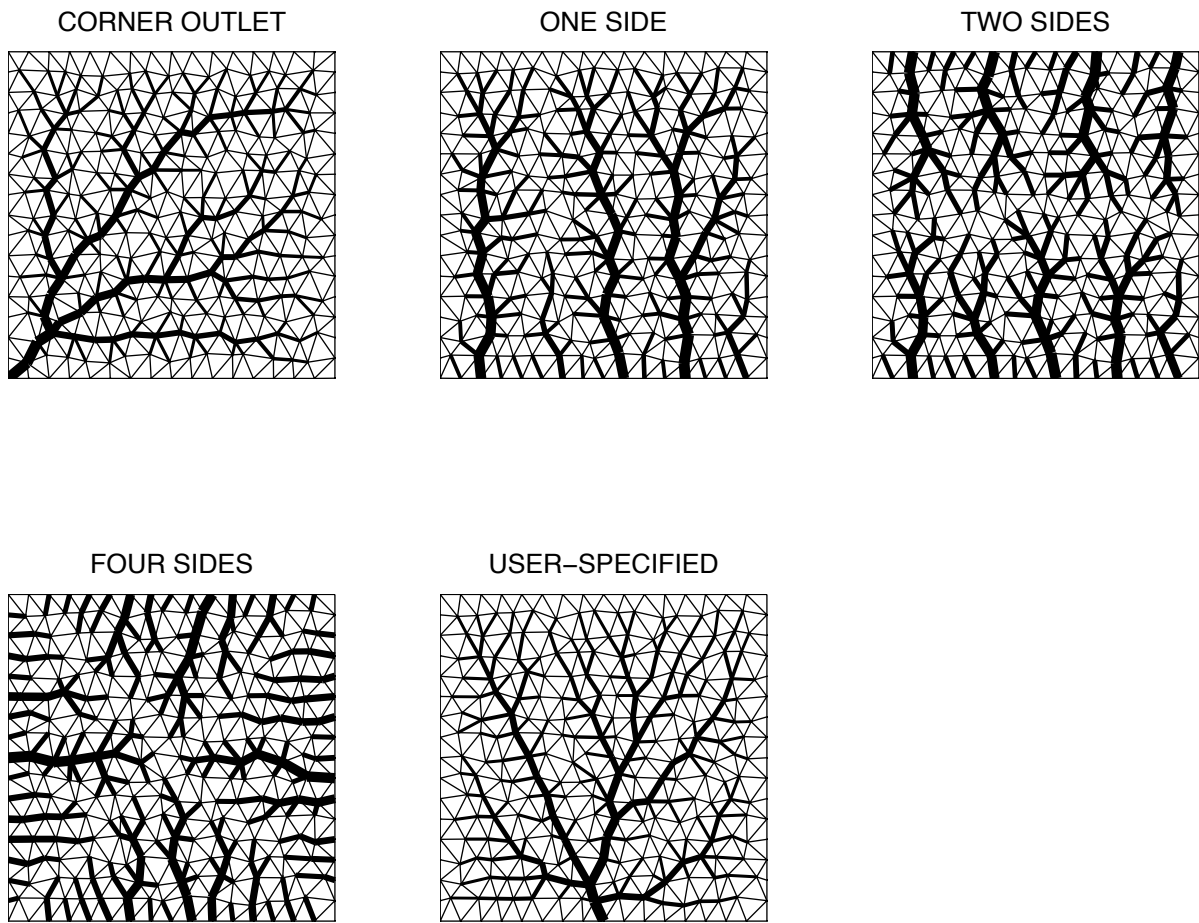 CORNER OUTLET
ONE SIDE
TWO SIDES
FOUR SIDES
USER−SPECIFIED